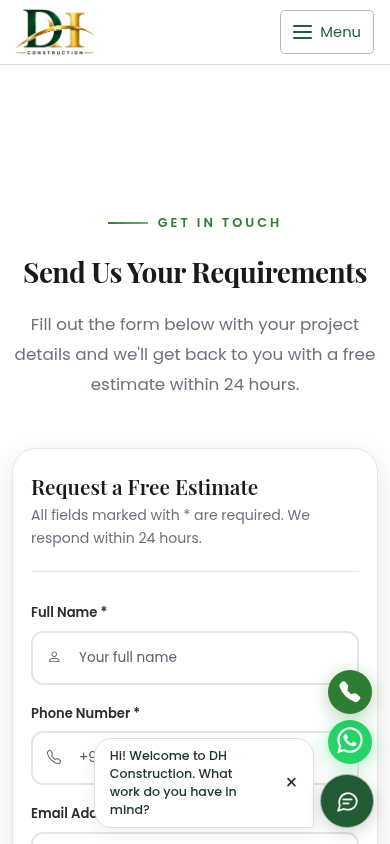 DH
CONSTRUCTION
Menu
GET IN TOUCH
Send Us Your Requirements
Fill out the form below with your project
details and we'll get back to you with a free
estimate within 24 hours.
Request a Free Estimate
All fields marked with * are required. We
respond within 24 hours.
Full Name *
Your full name
Phone Number *
+9
Hi! Welcome to DH
Construction. What
work do you have in
mind?
×
Email